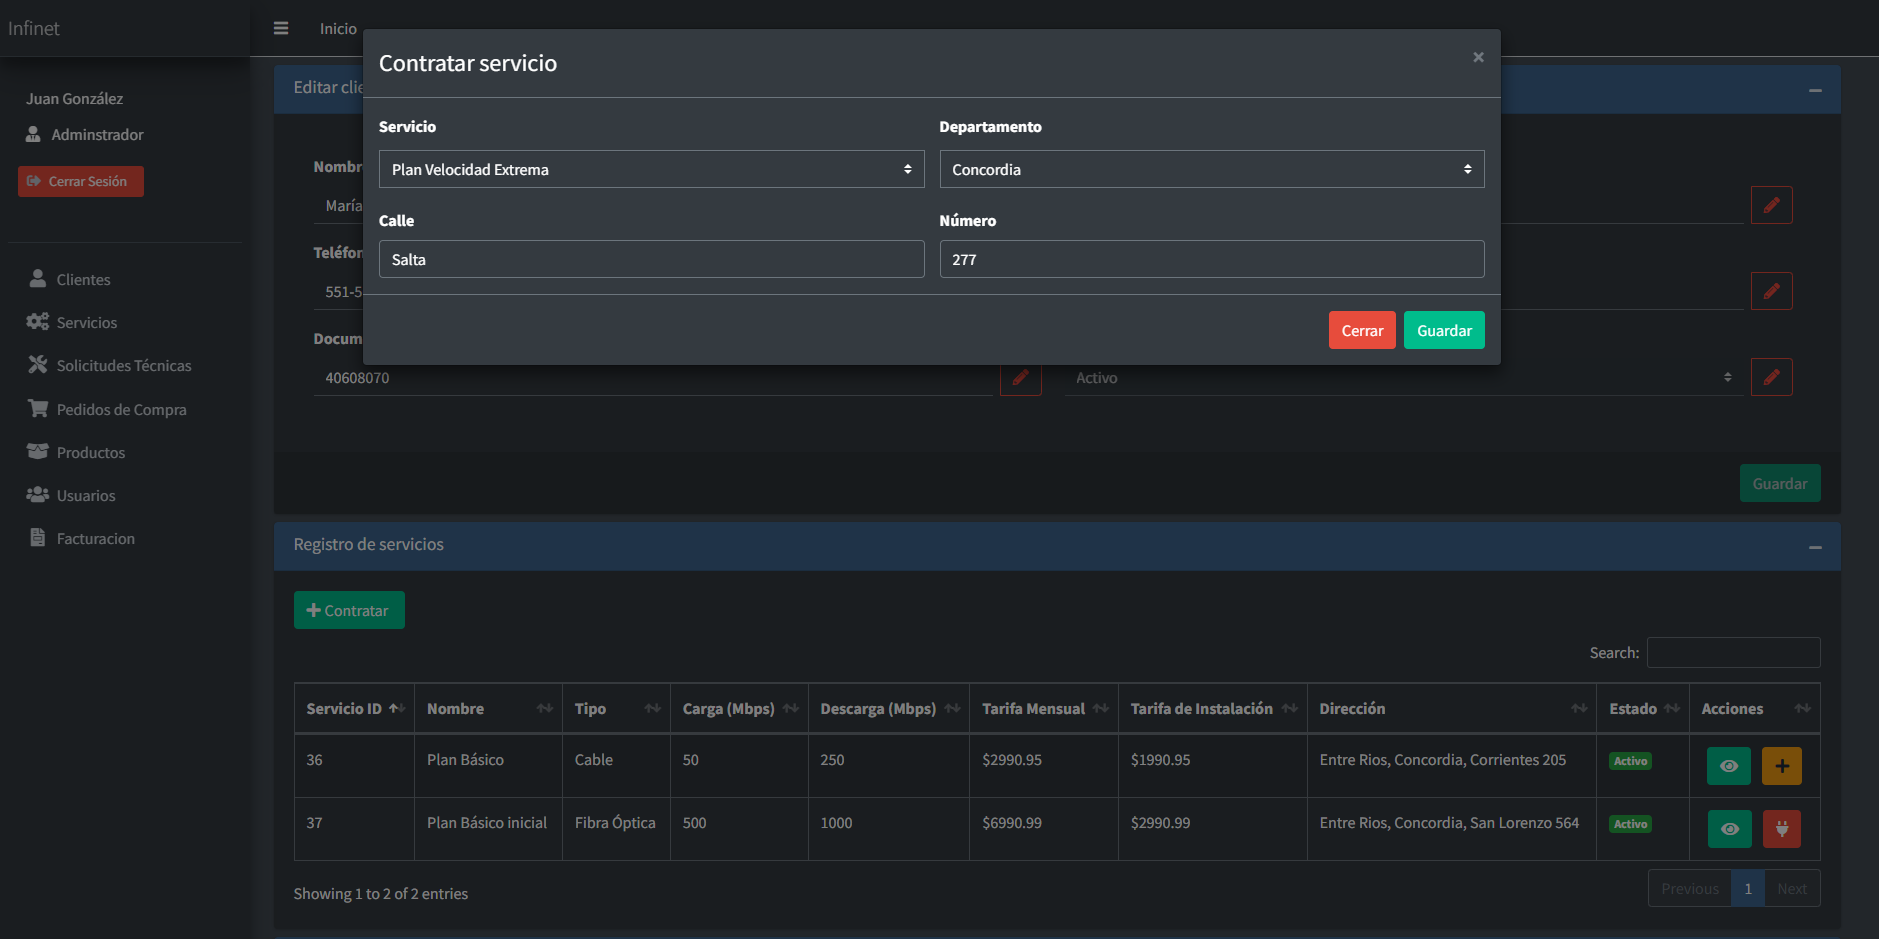 Infinet
Inicio
Juan González
Adminstrador
Cerrar Sesión
Clientes
Servicios
Solicitudes Técnicas
Pedidos de Compra
Productos
Usuarios
Facturacion
Contratar servicio
×
Servicio
Departamento
Plan Velocidad Extrema
Concordia
Calle
Número
Salta
277
Cerrar
Guardar
Editar clie
Nombr
María
Teléfon
551-5
Docum
40608070
Activo
Guardar
Registro de servicios
Contratar
Search:
Servicio ID Nombre Tipo Carga (Mbps) Descarga (Mbps) Tarifa Mensual Tarifa de Instalación Dirección Estado Acciones
36 Plan Básico Cable 50 250 $2990.95 $1990.95 Entre Rios, Concordia, Corrientes 205 Activo
37 Plan Básico inicial Fibra Óptica 500 1000 $6990.99 $2990.99 Entre Rios, Concordia, San Lorenzo 564 Activo
Showing 1 to 2 of 2 entries
Previous 1 Next